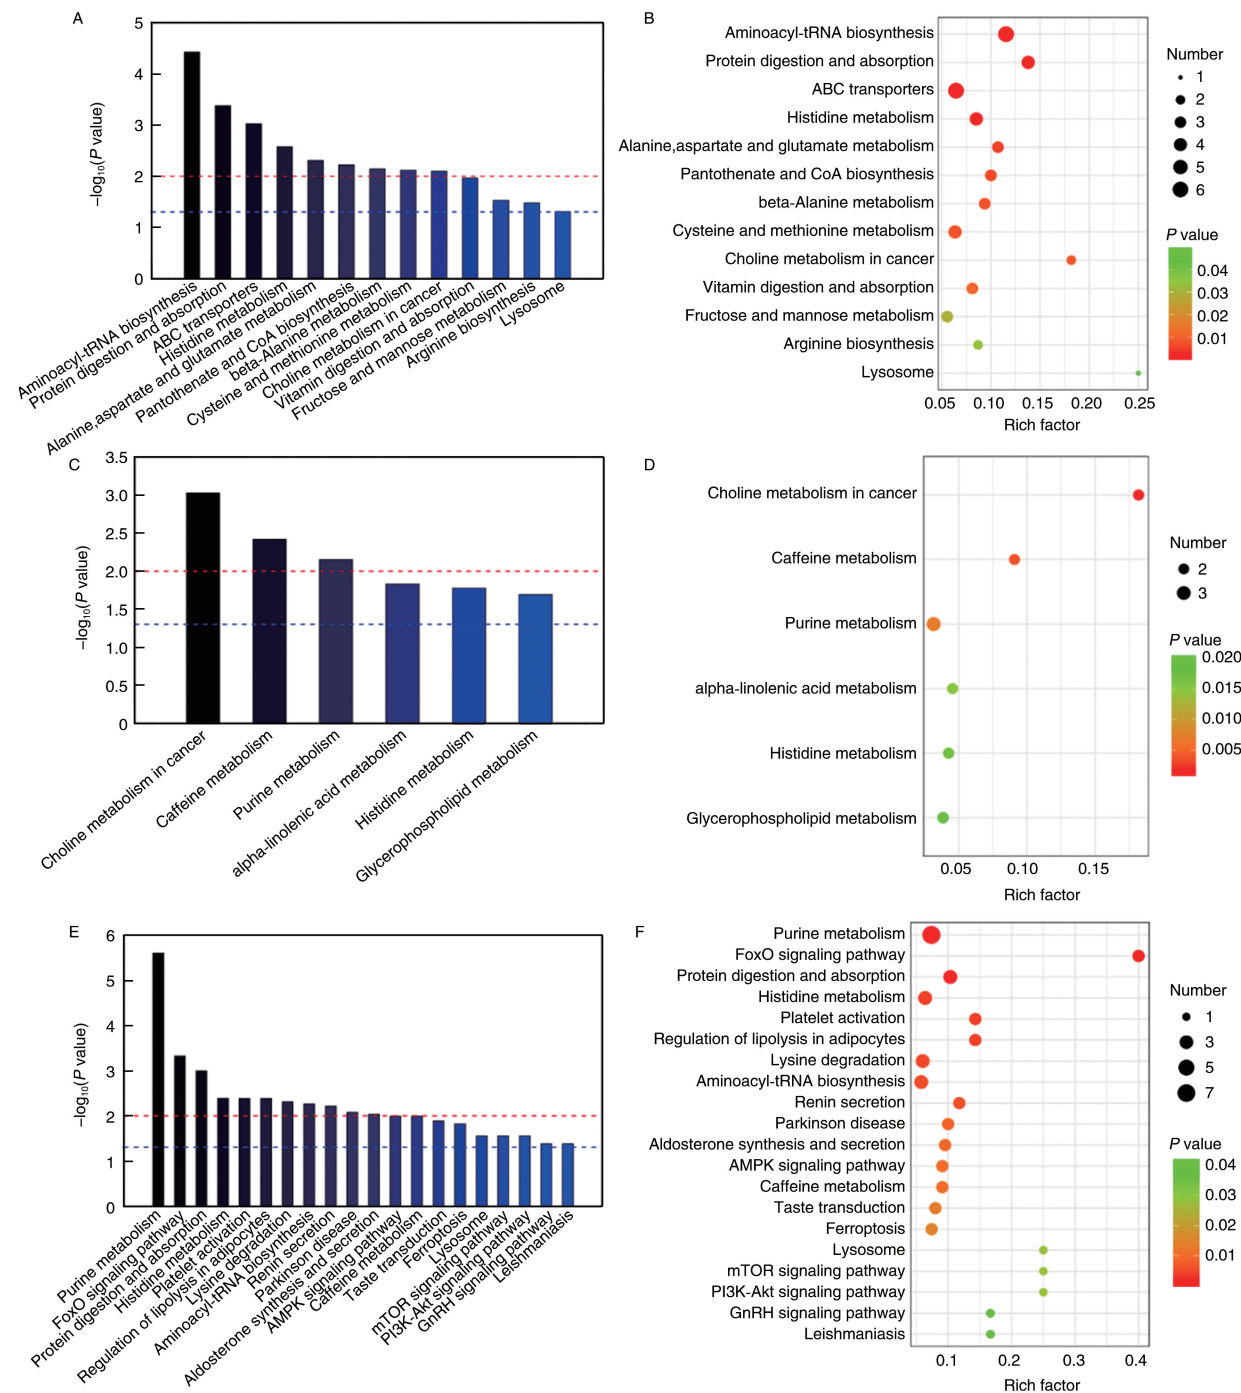 A
5
4
3
2
1
0
−log10(P value)
Aminoacyl-tRNA biosynthesis
Protein digestion and absorption
ABC transporters
Histidine metabolism
Alanine,aspartate and glutamate metabolism
Pantothenate and CoA biosynthesis
beta-Alanine metabolism
Cysteine and methionine metabolism
Choline metabolism in cancer
Vitamin digestion and absorption
Fructose and mannose metabolism
Arginine biosynthesis
Lysosome
B
Aminoacyl-tRNA biosynthesis
Protein digestion and absorption
ABC transporters
Histidine metabolism
Alanine,aspartate and glutamate metabolism
Pantothenate and CoA biosynthesis
beta-Alanine metabolism
Cysteine and methionine metabolism
Choline metabolism in cancer
Vitamin digestion and absorption
Fructose and mannose metabolism
Arginine biosynthesis
Lysosome
0.05 0.10 0.15 0.20 0.25
Rich factor
Number
1
2
3
4
5
6
P value
0.04
0.03
0.02
0.01
C
3.5
3.0
2.5
2.0
1.5
1.0
0.5
0
−log10(P value)
Choline metabolism in cancer
Caffeine metabolism
Purine metabolism
alpha-linolenic acid metabolism
Histidine metabolism
Glycerophospholipid metabolism
D
Choline metabolism in cancer
Caffeine metabolism
Purine metabolism
alpha-linolenic acid metabolism
Histidine metabolism
Glycerophospholipid metabolism
0.05 0.10 0.15
Rich factor
Number
2
3
P value
0.020
0.015
0.010
0.005
E
6
5
4
3
2
1
0
−log10(P value)
Purine metabolism
FoxO signaling pathway
Protein digestion and absorption
Histidine metabolism
Platelet activation
Regulation of lipolysis in adipocytes
Lysine degradation
Aminoacyl-tRNA biosynthesis
Renin secretion
Parkinson disease
Aldosterone synthesis and secretion
AMPK signaling pathway
Caffeine metabolism
Taste transduction
Ferroptosis
Lysosome
mTOR signaling pathway
PI3K-Akt signaling pathway
GnRH signaling pathway
Leishmaniasis
F
Purine metabolism
FoxO signaling pathway
Protein digestion and absorption
Histidine metabolism
Platelet activation
Regulation of lipolysis in adipocytes
Lysine degradation
Aminoacyl-tRNA biosynthesis
Renin secretion
Parkinson disease
Aldosterone synthesis and secretion
AMPK signaling pathway
Caffeine metabolism
Taste transduction
Ferroptosis
Lysosome
mTOR signaling pathway
PI3K-Akt signaling pathway
GnRH signaling pathway
Leishmaniasis
0.1 0.2 0.3 0.4
Rich factor
Number
1
3
5
7
P value
0.04
0.03
0.02
0.01